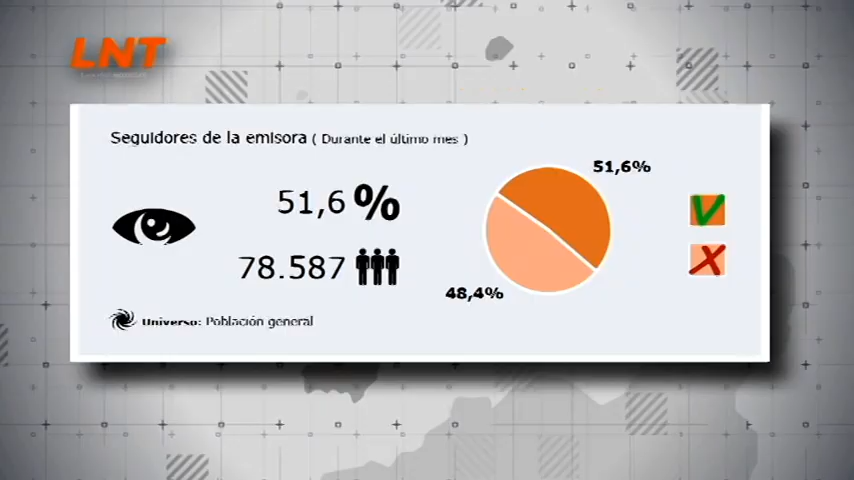 LNT
Seguidores de la emisora ( Durante el último mes )
51,6%
51,6 %
78.587
48,4%
Universo: Población general